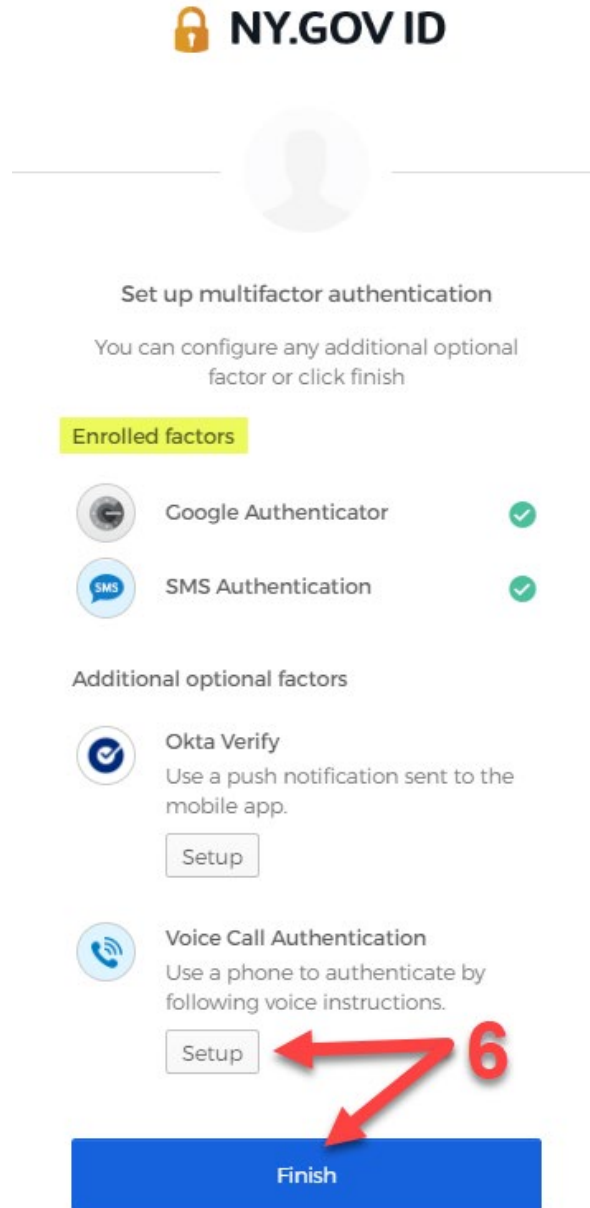 NY.GOV ID
Set up multifactor authentication
You can configure any additional optional
factor or click finish
Enrolled factors
Google Authenticator
SMS
SMS Authentication
Additional optional factors
Okta Verify
Use a push notification sent to the
mobile app.
Setup
Voice Call Authentication
Use a phone to authenticate by
following voice instructions.
Setup
6
Finish